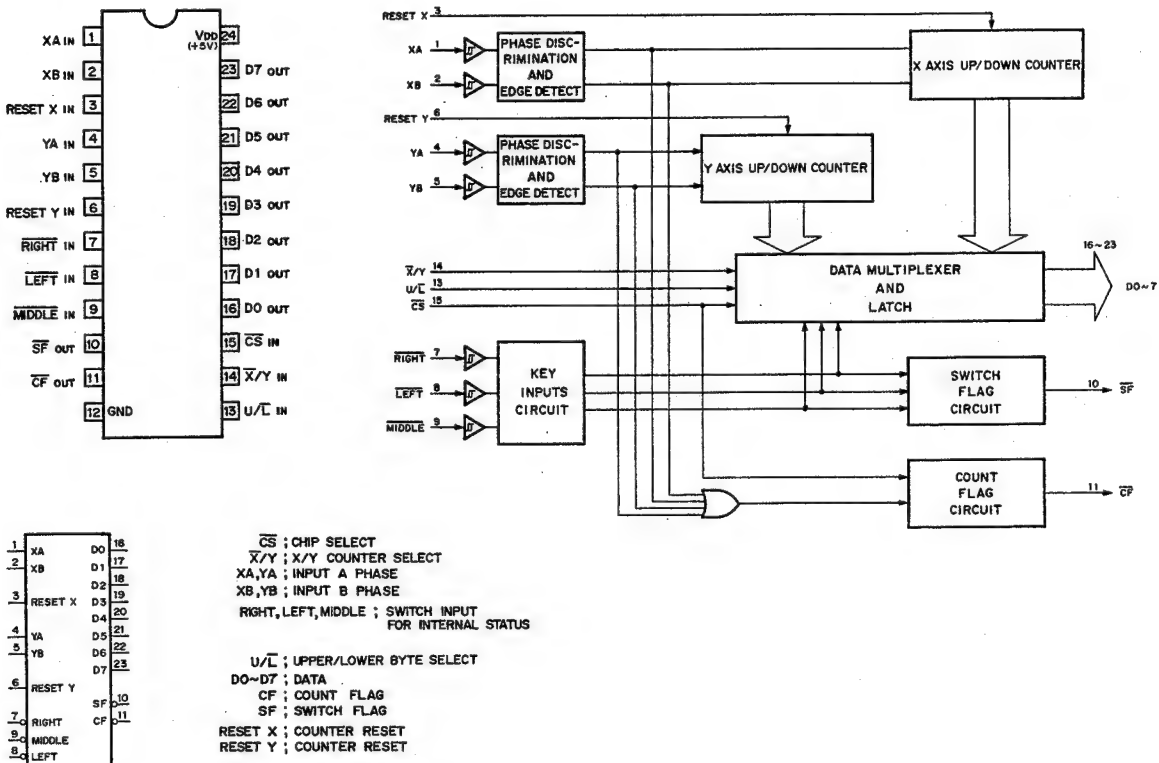 XA IN 1
XB IN 2
RESET X IN 3
YA IN 4
YB IN 5
RESET Y IN 6
RIGHT IN 7
LEFT IN 8
MIDDLE IN 9
SF OUT 10
CF OUT 11
12 GND
VDD 24
(+5V)
23 D7 OUT
22 D6 OUT
21 D5 OUT
20 D4 OUT
19 D3 OUT
18 D2 OUT
17 D1 OUT
16 D0 OUT
15 CS IN
14 X/Y IN
13 U/L IN
RESET X 3
XA 1
XB 2
PHASE DISC-
RIMINATION
AND
EDGE DETECT
X AXIS UP/DOWN COUNTER
RESET Y 6
YA 4
YB 5
PHASE DISC-
RIMINATION
AND
EDGE DETECT
Y AXIS UP/DOWN COUNTER
X/Y 14
U/L 13
CS 15
DATA MULTIPLEXER
AND
LATCH
16~23
D0~7
RIGHT 7
LEFT 8
MIDDLE 9
KEY
INPUTS
CIRCUIT
SWITCH
FLAG
CIRCUIT
10 SF
COUNT
FLAG
CIRCUIT
11 CF
1 XA
2 XB
3 RESET X
4 YA
5 YB
6 RESET Y
7 RIGHT
9 MIDDLE
8 LEFT
D0 16
D1 17
D2 18
D3 19
D4 20
D5 21
D6 22
D7 23
SF 10
CF 11
CS ; CHIP SELECT
X/Y ; X/Y COUNTER SELECT
XA,YA ; INPUT A PHASE
XB,YB ; INPUT B PHASE
RIGHT,LEFT,MIDDLE ; SWITCH INPUT
FOR INTERNAL STATUS
U/L ; UPPER/LOWER BYTE SELECT
D0~D7 ; DATA
CF ; COUNT FLAG
SF ; SWITCH FLAG
RESET X ; COUNTER RESET
RESET Y ; COUNTER RESET